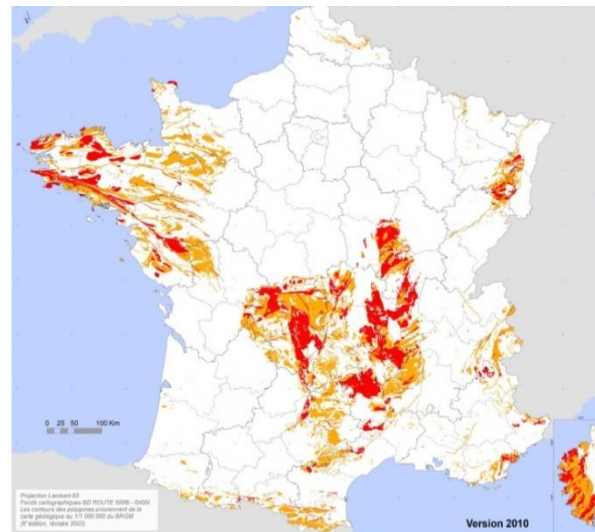 0 25 50 100 Km
Projection Lambert-93
Fonds cartographiques BD ROUTE 500® - ©IGN
Les contours des polygones proviennent de la
carte géologique au 1/1 000 000 du BRGM
(6° édition, révisée 2003)
Version 2010